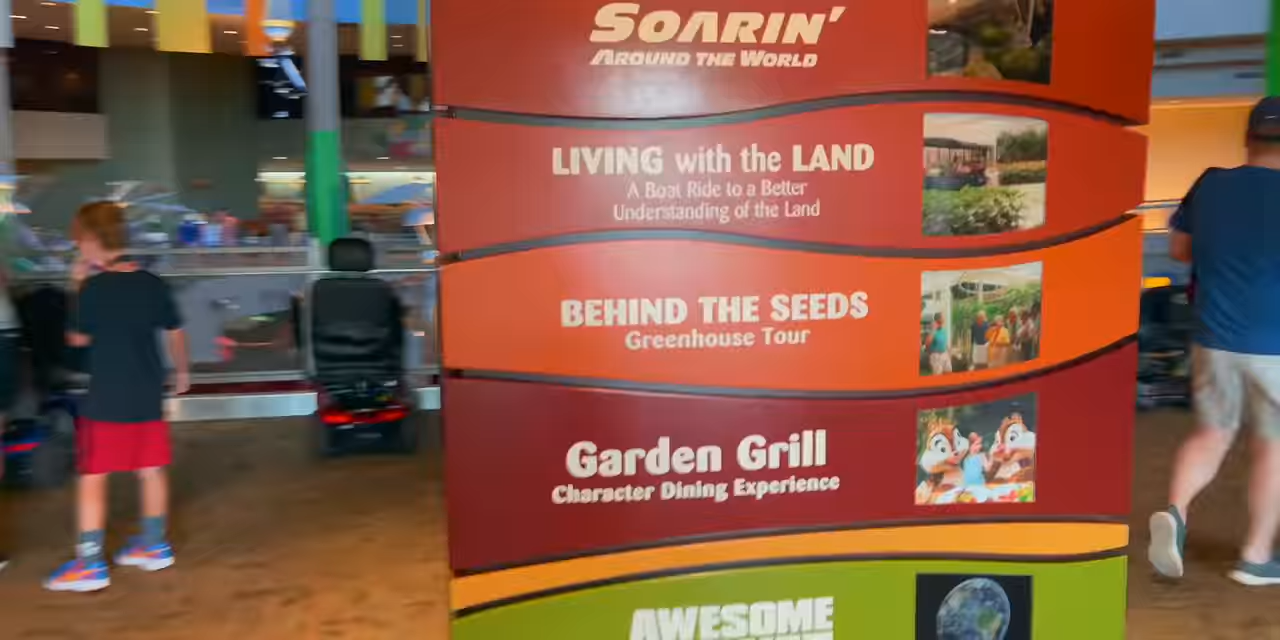 SOARIN'
AROUND THE WORLD
LIVING with the LAND
A Boat Ride to a Better
Understanding of the Land
BEHIND THE SEEDS
Greenhouse Tour
Garden Grill
Character Dining Experience
AWESOME